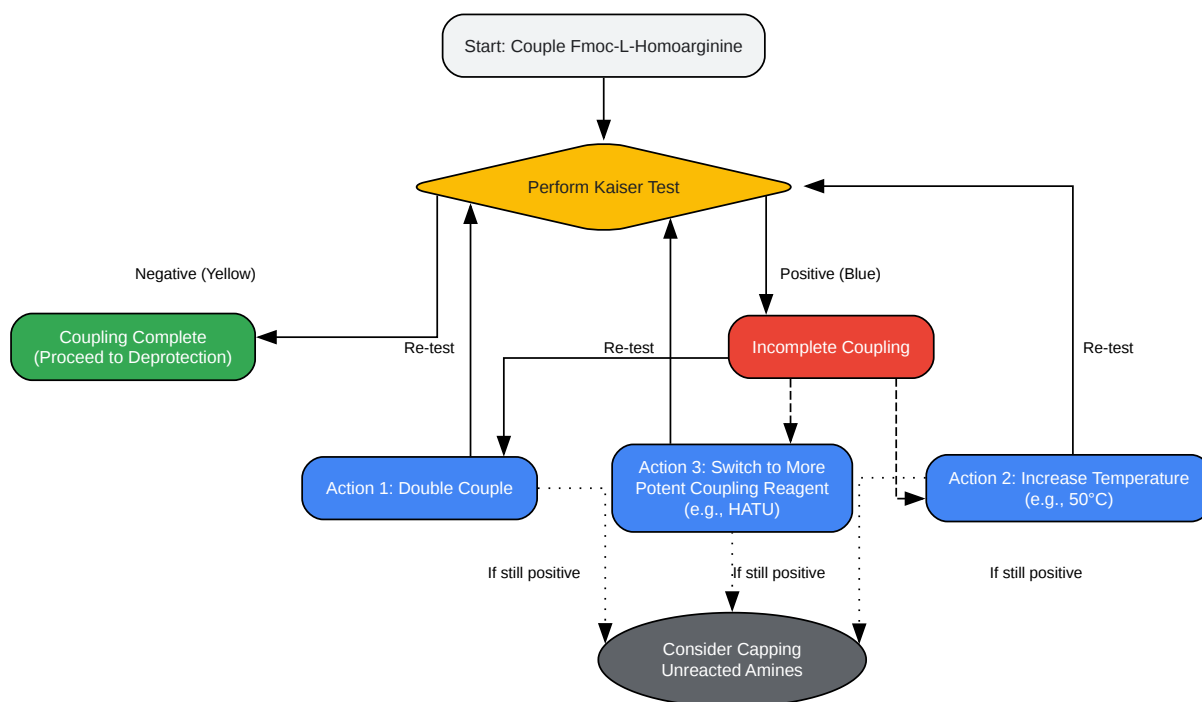 Start: Couple Fmoc-L-Homoarginine
Perform Kaiser Test
Negative (Yellow)
Positive (Blue)
Coupling Complete
(Proceed to Deprotection)
Re-test
Re-test
Incomplete Coupling
Re-test
Action 1: Double Couple
Action 3: Switch to More
Potent Coupling Reagent
(e.g., HATU)
Action 2: Increase Temperature
(e.g., 50°C)
If still positive
If still positive
If still positive
Consider Capping
Unreacted Amines